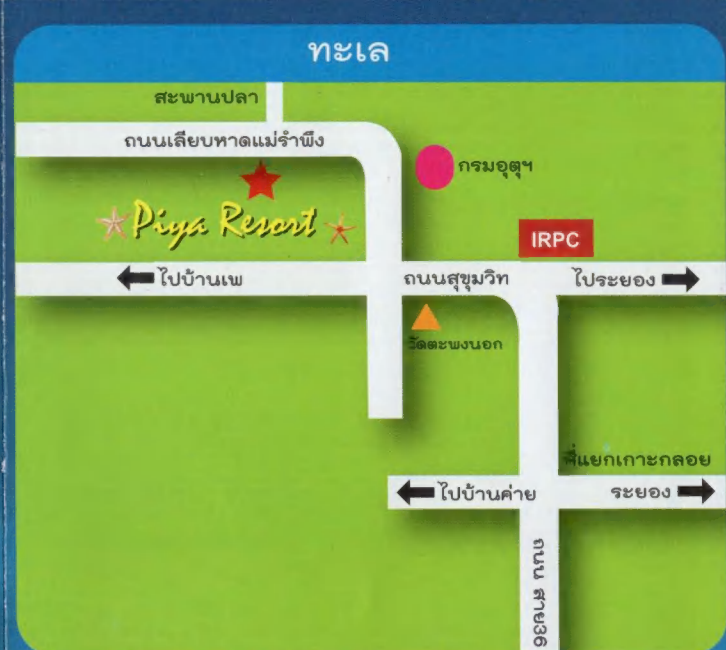 ทะเล
สะพานปลา
ถนนเลียบหาดแม่รำพึง
กรมอุตุฯ
Piya Resort
IRPC
ไปบ้านเพ
ถนนสุขุมวิท
ไประยอง
วัดตะพงนอก
สี่แยกเกาะกลอย
ไปบ้านค่าย
ระยอง
ถนน สาย36